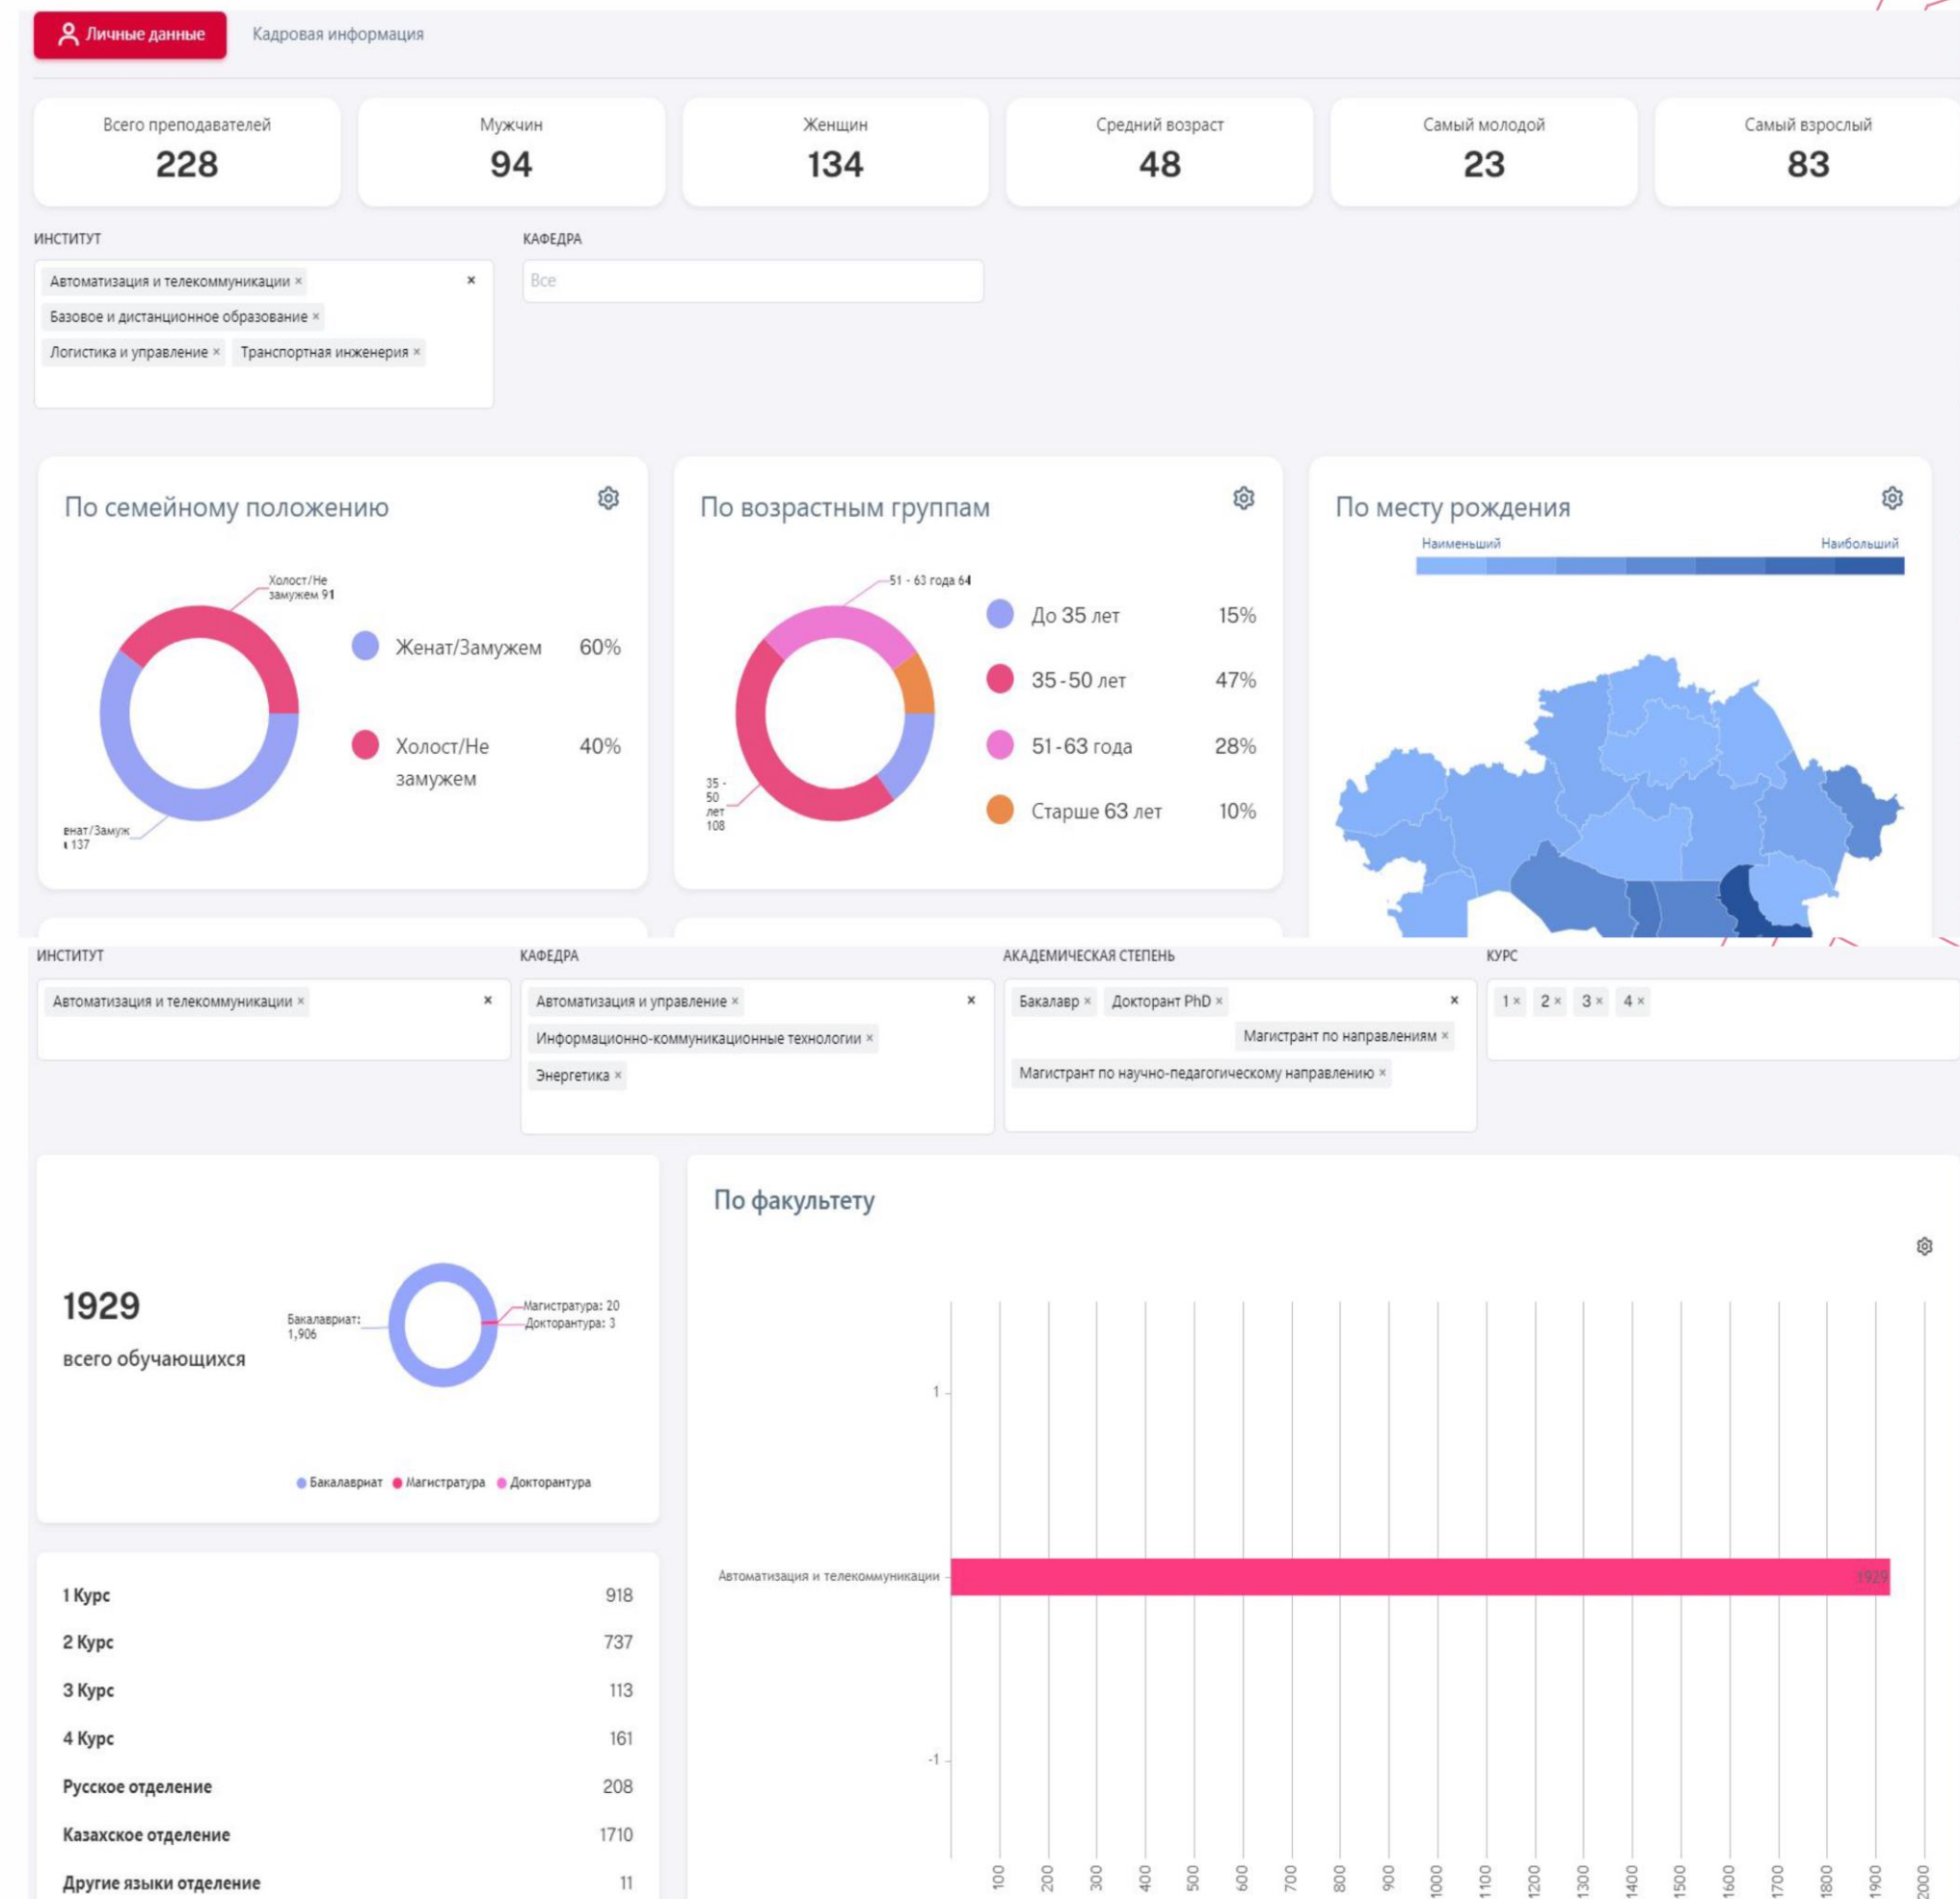 Личные данные
Кадровая информация
Всего преподавателей
228
Мужчин
94
Женщин
134
Средний возраст
48
Самый молодой
23
Самый взрослый
83
ИНСТИТУТ
КАФЕДРА
Автоматизация и телекоммуникации ×
×
Базовое и дистанционное образование ×
Логистика и управление × Транспортная инженерия ×
Все
По семейному положению
Холост/Не
замужем 91
Женат/Замужем 60%
Холост/Не 40%
замужем
енат/Замуж
137
По возрастным группам
51 - 63 года 64
До 35 лет 15%
35-50 лет 47%
51-63 года 28%
Старше 63 лет 10%
35 -
50
лет
108
По месту рождения
Наименьший
Наибольший
ИНСТИТУТ
КАФЕДРА
АКАДЕМИЧЕСКАЯ СТЕПЕНЬ
КУРС
Автоматизация и телекоммуникации ×
×
Автоматизация и управление ×
×
Информационно-коммуникационные технологии ×
Энергетика ×
Бакалавр × Докторант PhD ×
×
Магистрант по направлениям ×
Магистрант по научно-педагогическому направлению ×
1 × 2 × 3 × 4 ×
1929
всего обучающихся
Бакалавриат:
1,906
Магистратура: 20
Докторантура: 3
Бакалавриат Магистратура Докторантура
1 Курс 918
2 Курс 737
3 Курс 113
4 Курс 161
Русское отделение 208
Казахское отделение 1710
Другие языки отделение 11
По факультету
1
Автоматизация и телекоммуникации
1929
-1
100 200 300 400 500 600 700 800 900 1000 1100 1200 1300 1400 1500 1600 1700 1800 1900 2000